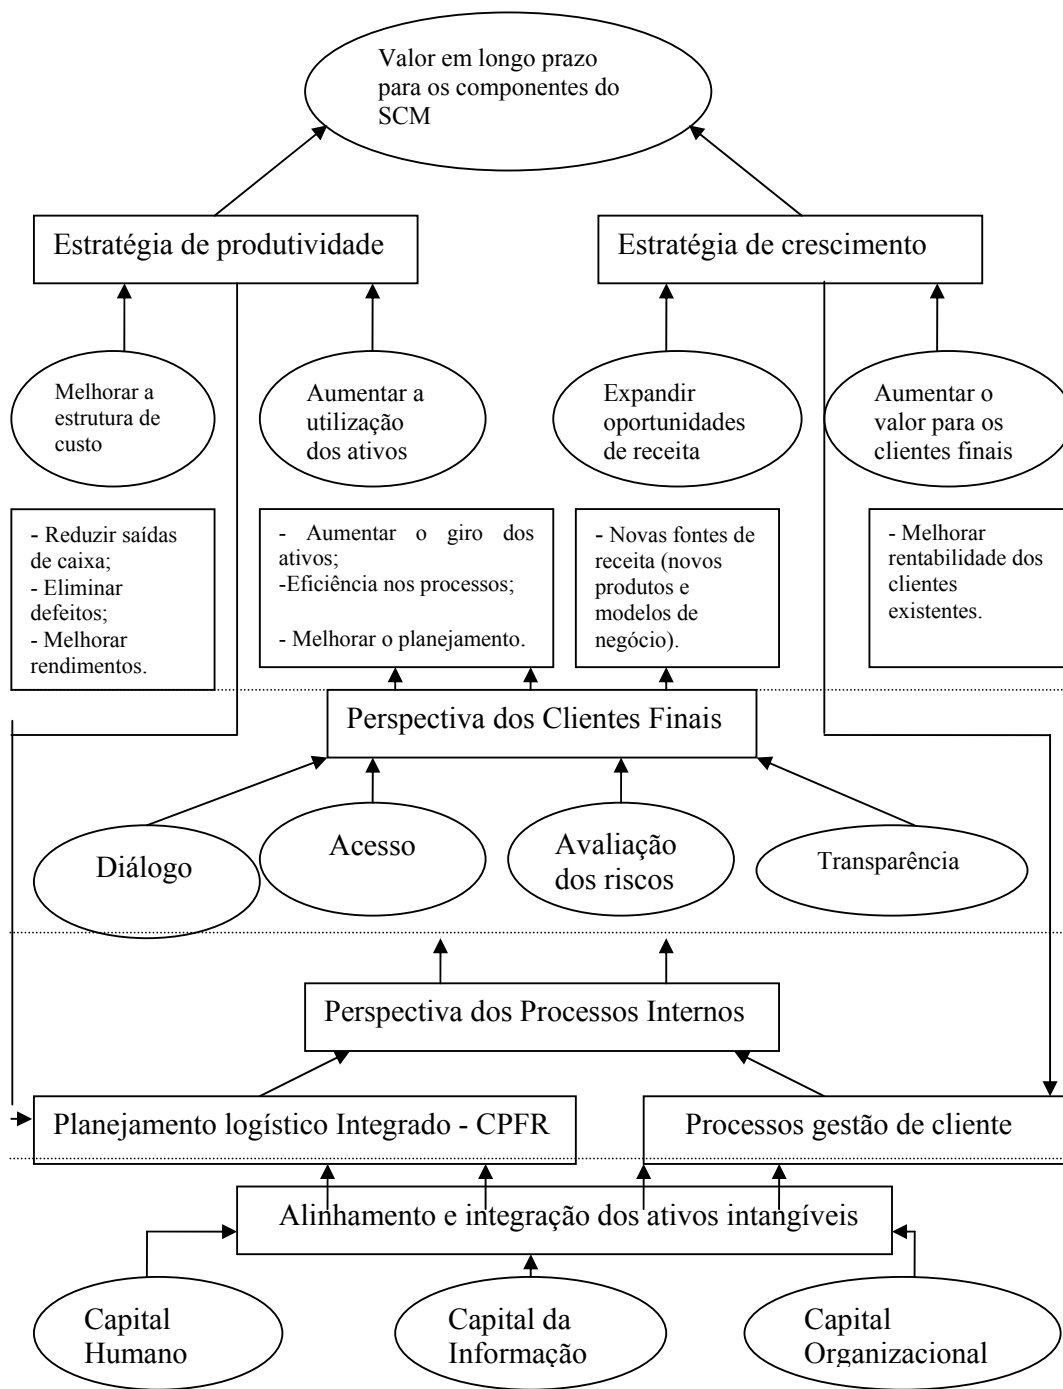 Valor em longo prazo
para os componentes do
SCM
Estratégia de produtividade
Estratégia de crescimento
Melhorar a
estrutura de
custo
Aumentar a
utilização
dos ativos
Expandir
oportunidades
de receita
Aumentar o
valor para os
clientes finais
- Reduzir saídas
de caixa;
- Eliminar
defeitos;
- Melhorar
rendimentos.
- Aumentar o giro dos
ativos;
-Eficiência nos processos;
- Melhorar o planejamento.
- Novas fontes de
receita (novos
produtos e
modelos de
negócio).
- Melhorar
rentabilidade dos
clientes
existentes.
Perspectiva dos Clientes Finais
Diálogo
Acesso
Avaliação
dos riscos
Transparência
Perspectiva dos Processos Internos
Planejamento logístico Integrado - CPFR
Processos gestão de cliente
Alinhamento e integração dos ativos intangíveis
Capital
Humano
Capital da
Informação
Capital
Organizacional